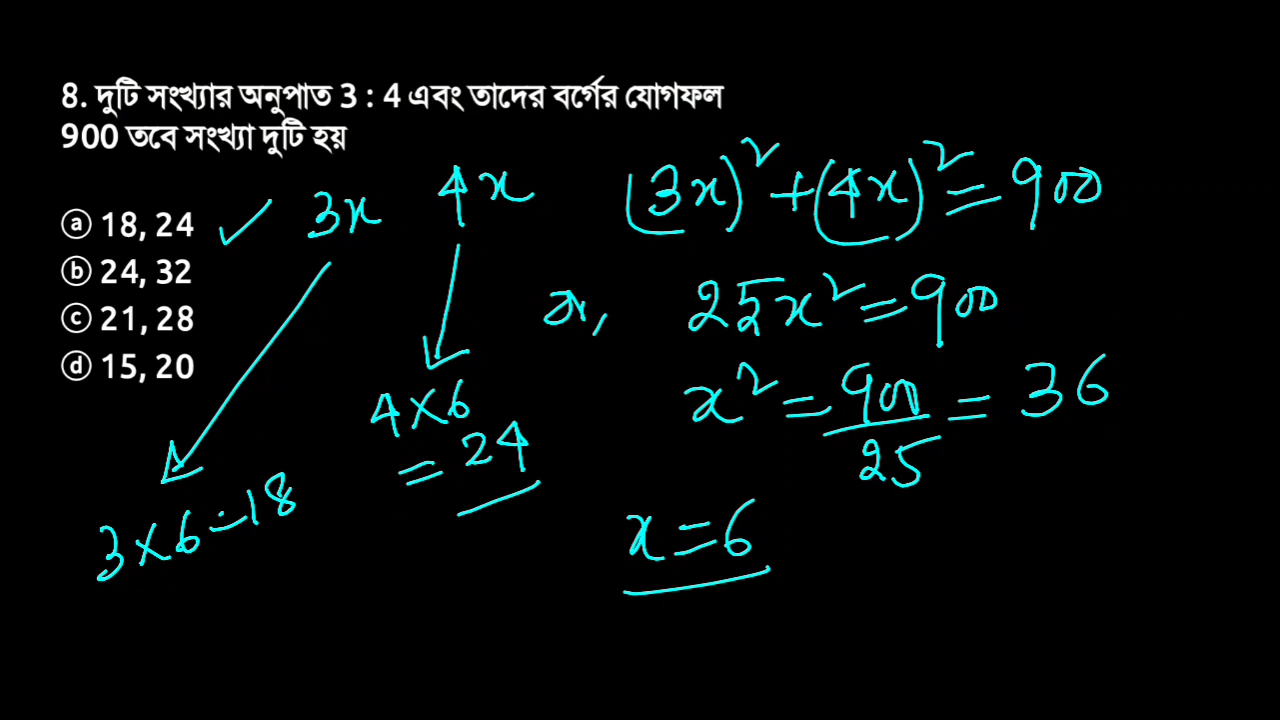 8. দুটি সংখ্যার অনুপাত 3 : 4 এবং তাদের বর্গের যোগফল
900 তবে সংখ্যা দুটি হয়
ⓐ 18, 24 ✓
ⓑ 24, 32
ⓒ 21, 28
ⓓ 15, 20
3x 4x
4×6
= 24
3×6=18
(3x)² + (4x)² = 900
বা, 25x² = 900
x² = 900/25 = 36
x = 6